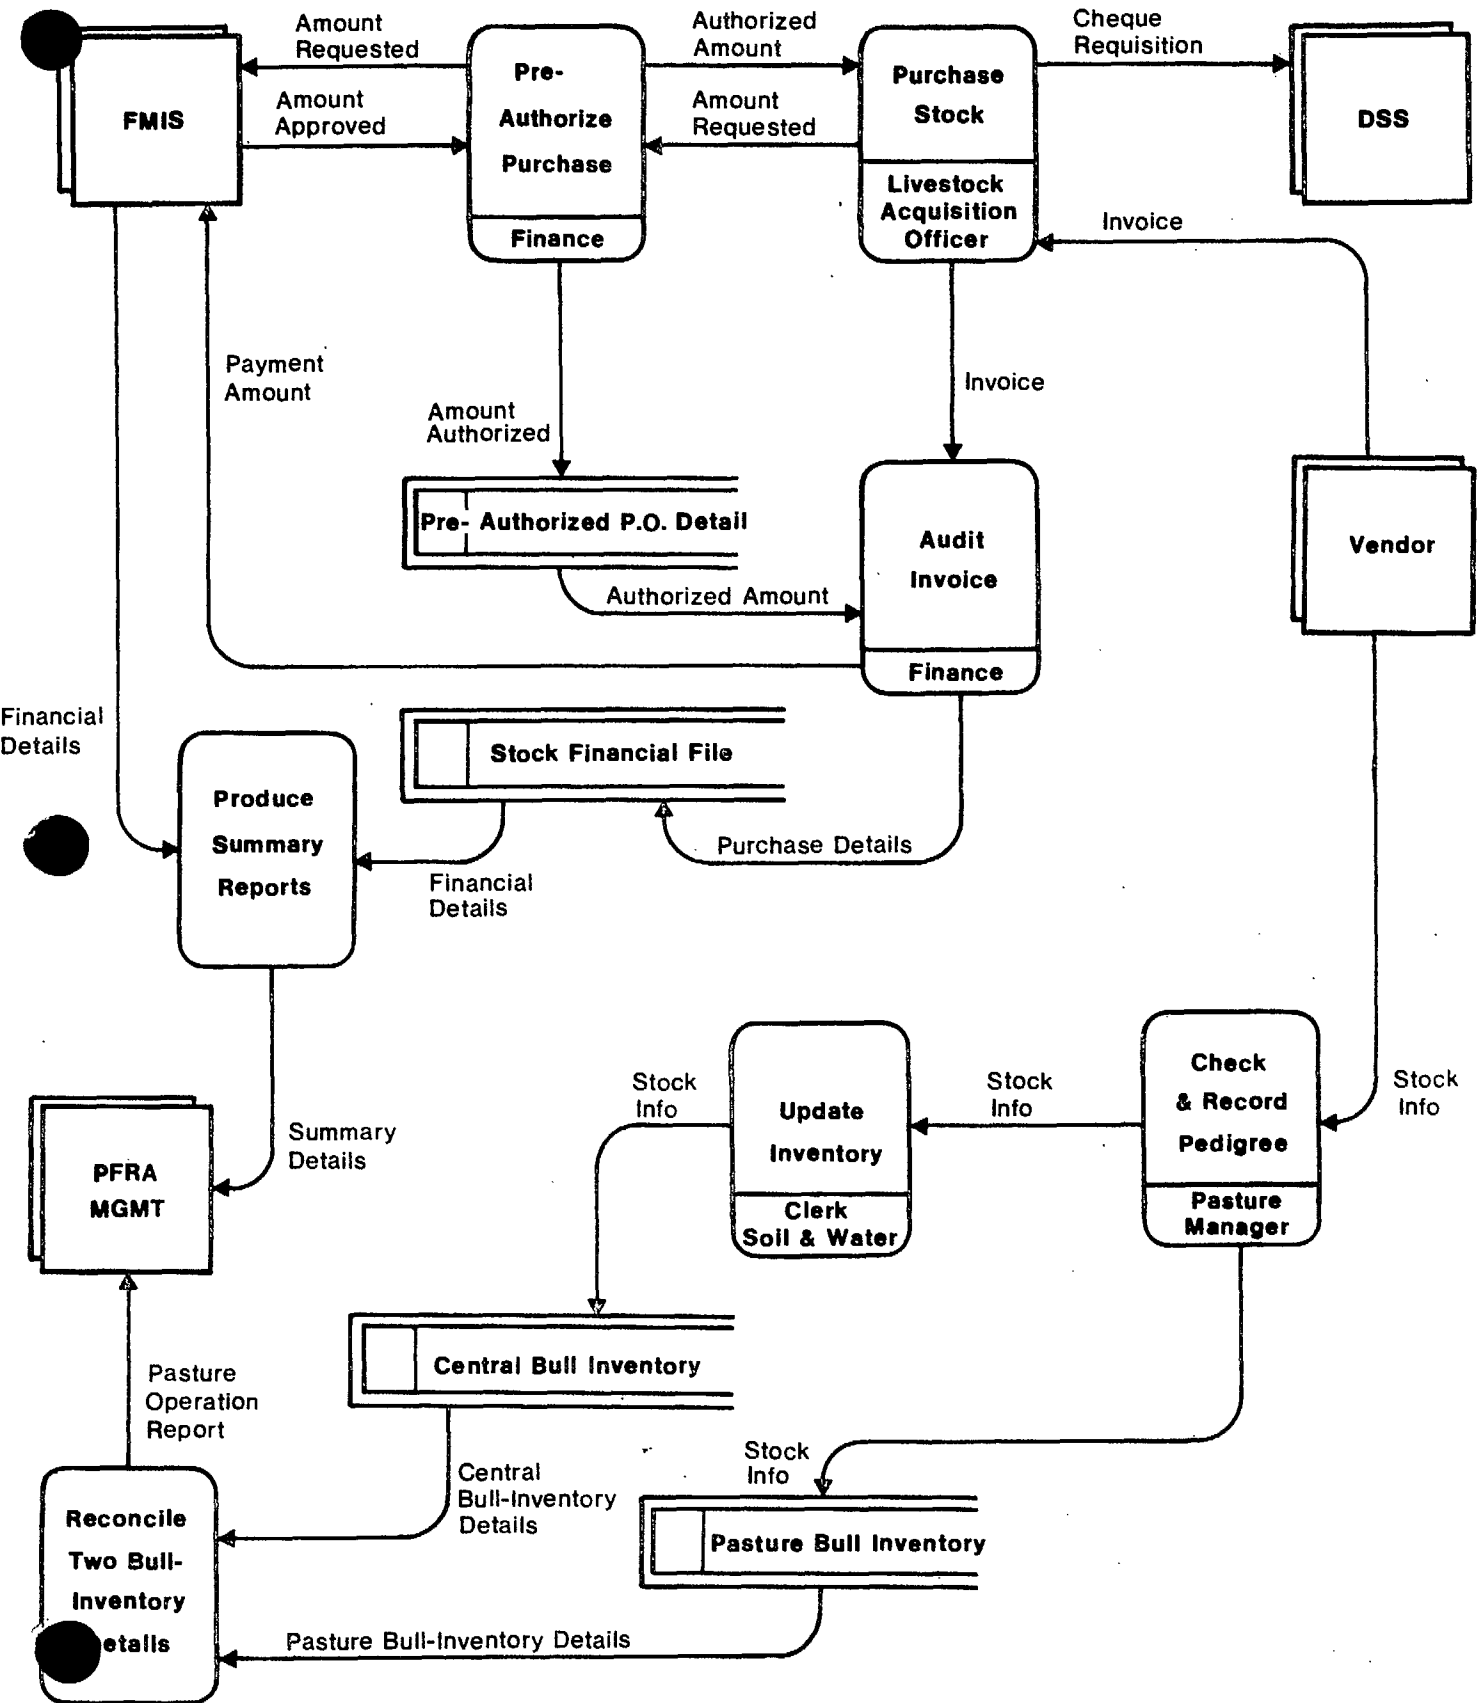 Amount
Requested
Authorized
Amount
Cheque
Requisition
FMIS
Amount
Approved
Pre-
Authorize
Purchase
Finance
Amount
Requested
Purchase
Stock
Livestock
Acquisition
Officer
DSS
Invoice
Payment
Amount
Invoice
Amount
Authorized
Pre- Authorized P.O. Detail
Authorized Amount
Audit
Invoice
Finance
Vendor
Financial
Details
Stock Financial File
Produce
Summary
Reports
Purchase Details
Financial
Details
Summary
Details
PFRA
MGMT
Stock
Info
Update
Inventory
Clerk
Soil & Water
Stock
Info
Check
& Record
Pedigree
Pasture
Manager
Stock
Info
Central Bull Inventory
Pasture
Operation
Report
Central
Bull-Inventory
Details
Stock
Info
Pasture Bull Inventory
Reconcile
Two Bull-
Inventory
etails
Pasture Bull-Inventory Details